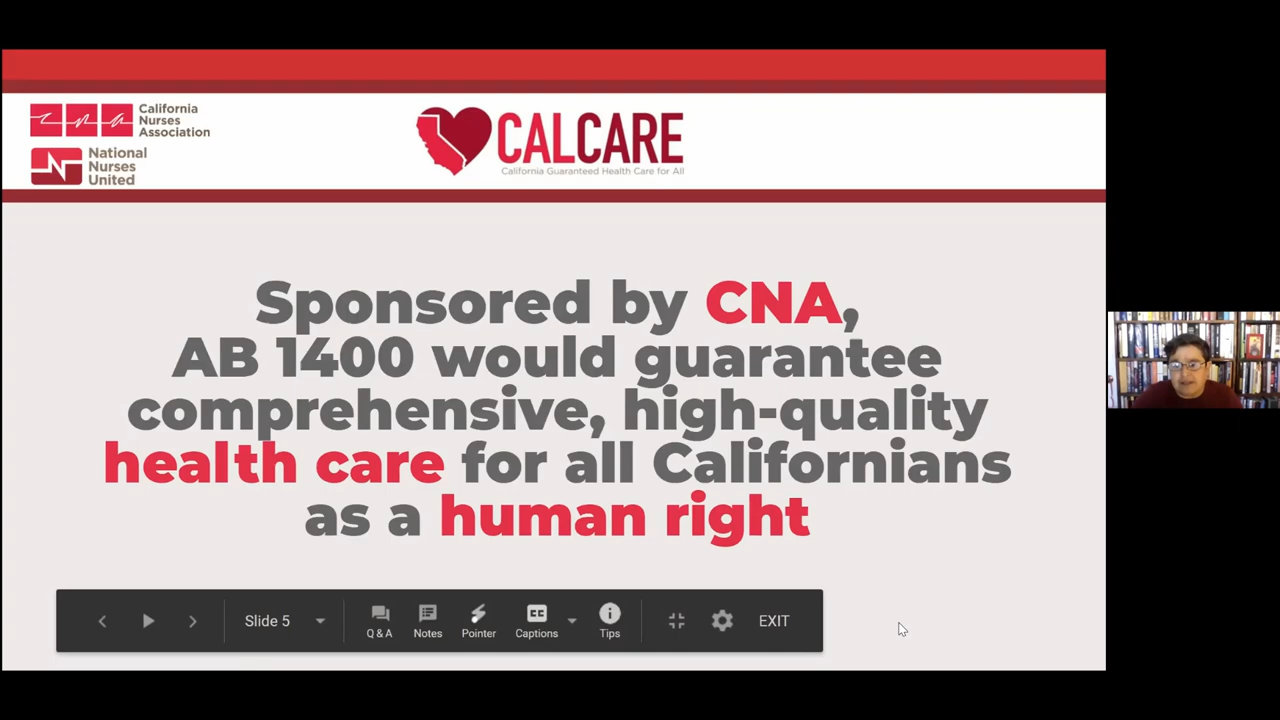 California
Nurses
Association
National
Nurses
United
CALCARE
California Guaranteed Health Care for All
Sponsored by CNA,
AB 1400 would guarantee
comprehensive, high-quality
health care for all Californians
as a human right
Slide 5
Q & A
Notes
Pointer
CC
Captions
Tips
EXIT